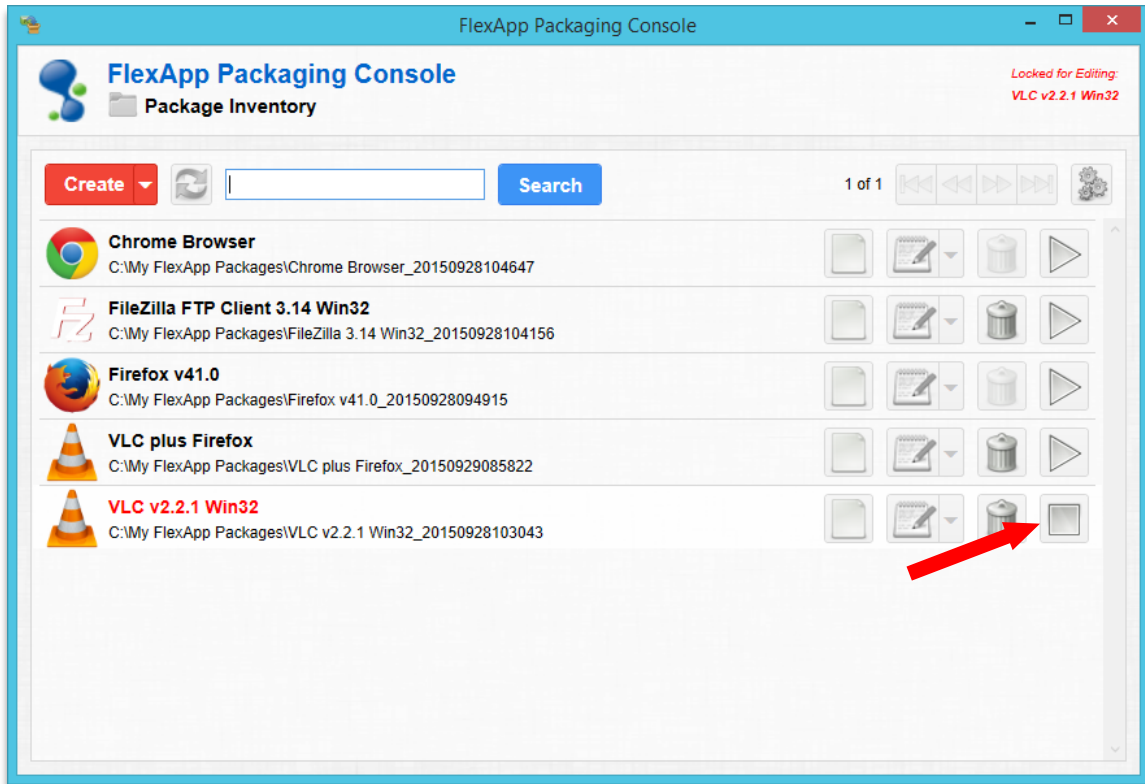 FlexApp Packaging Console
FlexApp Packaging Console
Package Inventory
Locked for Editing:
VLC v2.2.1 Win32
Create
Search
1 of 1
Chrome Browser
C:\My FlexApp Packages\Chrome Browser_20150928104647
FileZilla FTP Client 3.14 Win32
C:\My FlexApp Packages\FileZilla 3.14 Win32_20150928104156
Firefox v41.0
C:\My FlexApp Packages\Firefox v41.0_20150928094915
VLC plus Firefox
C:\My FlexApp Packages\VLC plus Firefox_20150929085822
VLC v2.2.1 Win32
C:\My FlexApp Packages\VLC v2.2.1 Win32_20150928103043